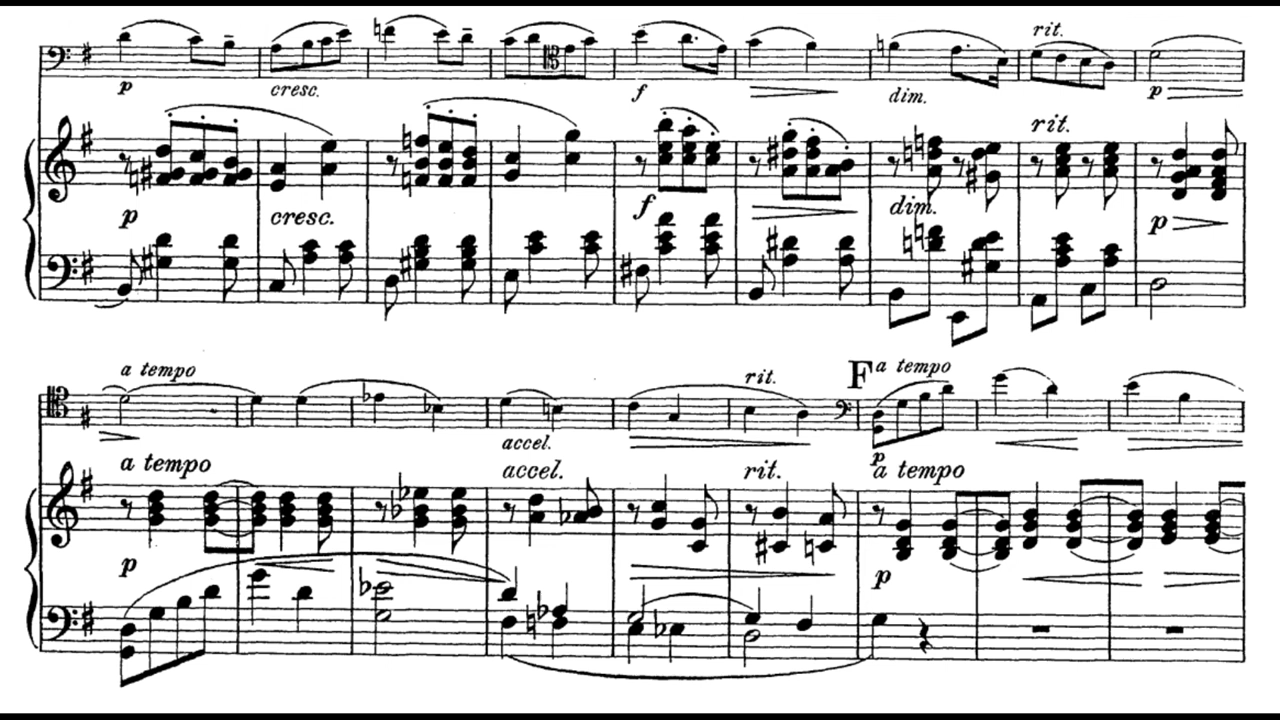 rit.
p cresc. f dim. p
rit.
p cresc. f dim. p
a tempo rit. F a tempo
accel. p
a tempo accel. rit. a tempo
p p